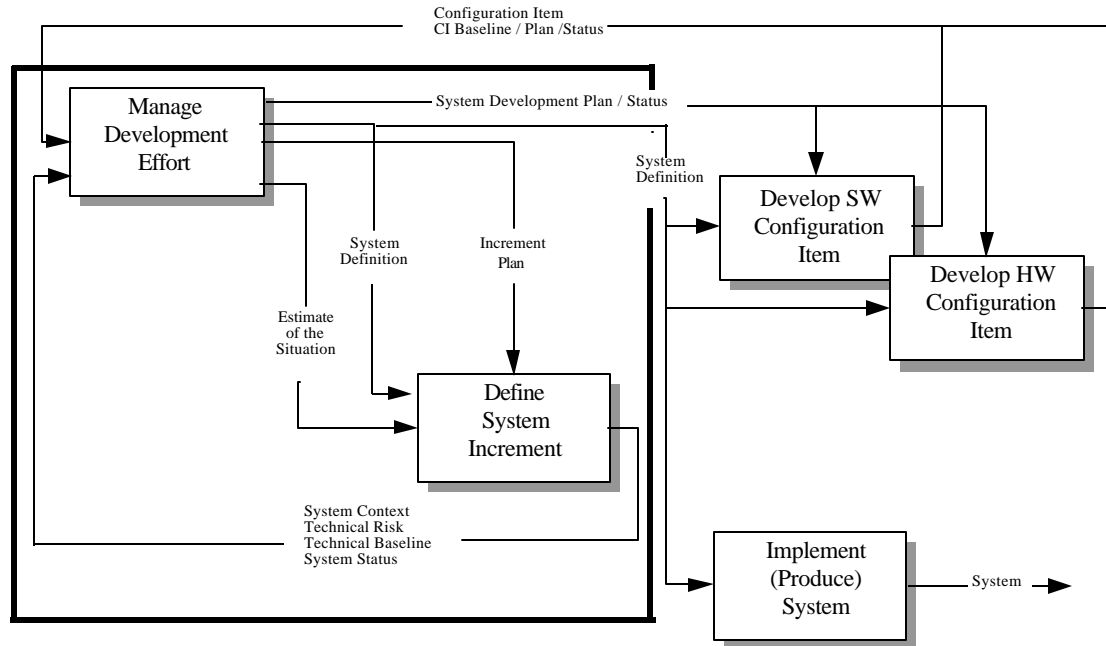 Configuration Item
CI Baseline / Plan /Status
Manage
Development
Effort
System Development Plan / Status
System
Definition
Develop SW
Configuration
Item
System
Definition
Increment
Plan
Develop HW
Configuration
Item
Estimate
of the
Situation
Define
System
Increment
System Context
Technical Risk
Technical Baseline
System Status
Implement
(Produce)
System
System